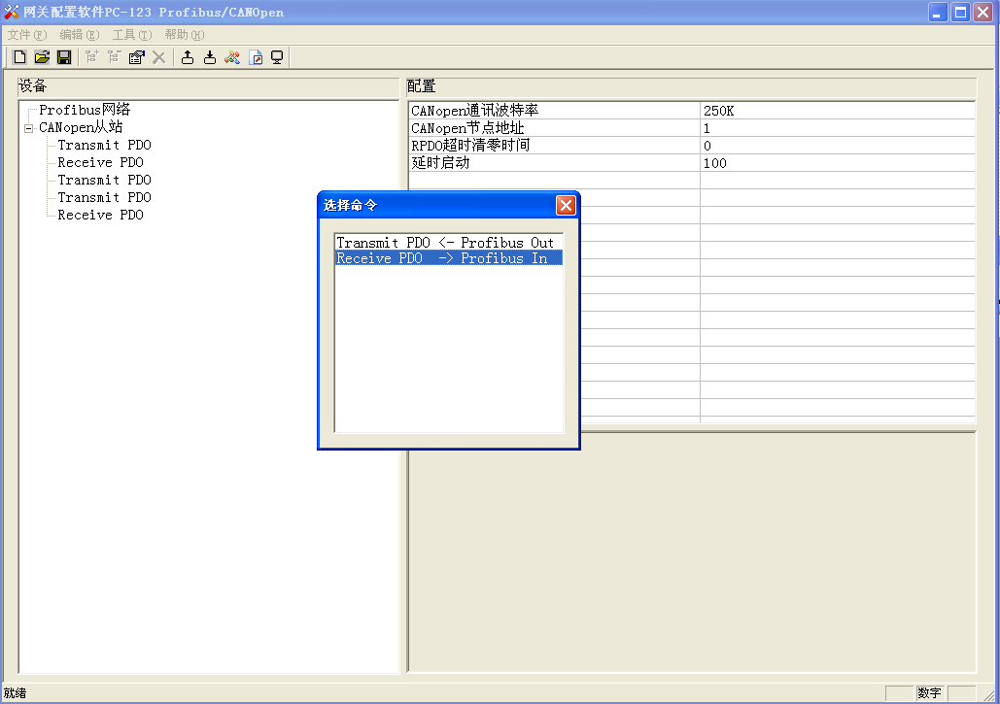 网关配置软件PC-123 Profibus/CANOpen
文件(F) 编辑(E) 工具(T) 帮助(H)
设备
Profibus网络
CANopen从站
Transmit PDO
Receive PDO
Transmit PDO
Transmit PDO
Receive PDO
配置
CANopen通讯波特率 250K
CANopen节点地址 1
RPDO超时清零时间 0
延时启动 100
选择命令
Transmit PDO <- Profibus Out
Receive PDO -> Profibus In
就绪 数字